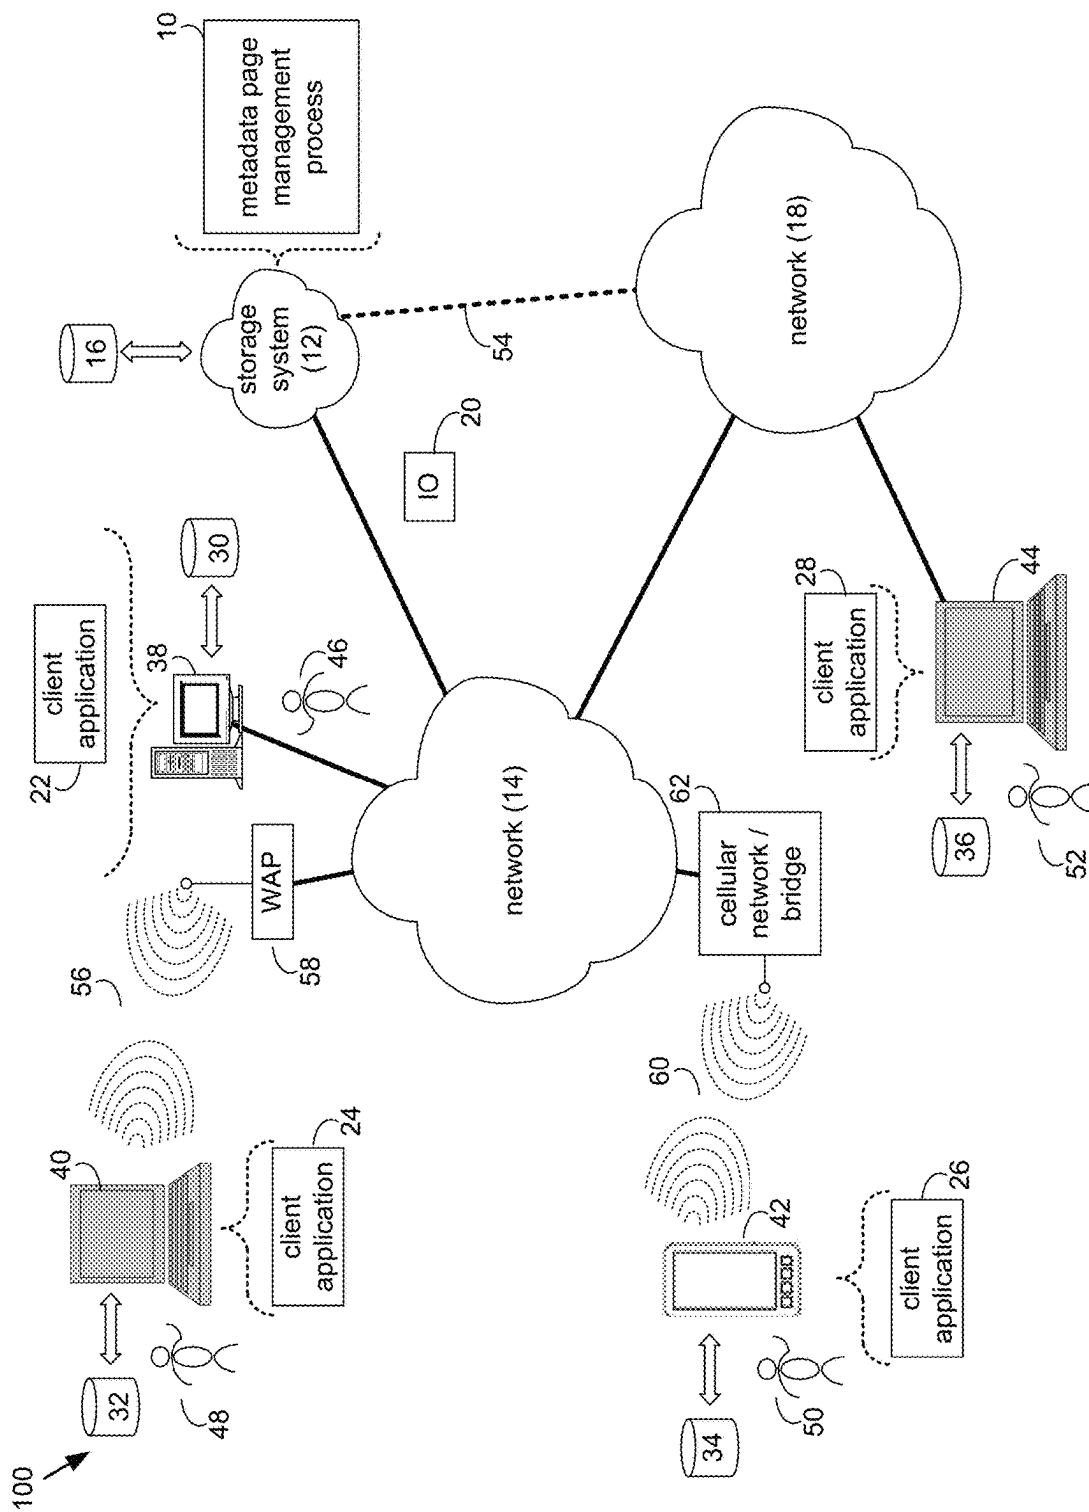 100
32
48
40
client
application
24
56
WAP
58
22
client
application
38
30
46
16
storage
system
(12)
10
metadata page
management
process
IO
20
54
network (14)
network (18)
34
50
42
client
application
26
60
cellular
network /
bridge
62
36
52
client
application
28
44